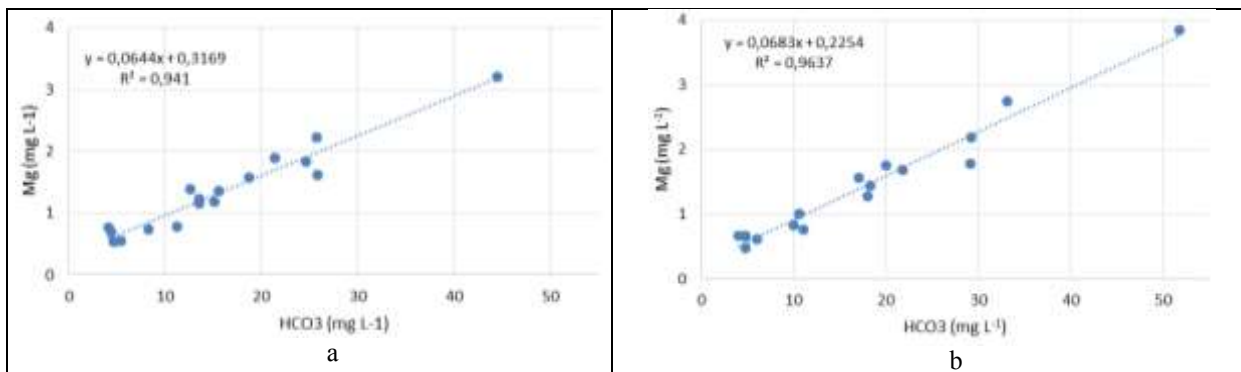 y = 0,0644x + 0,3169
R² = 0,941
Mg (mg L-1)
4
3
2
1
0
0 10 20 30 40 50
HCO3 (mg L-1)
a
y = 0,0683x + 0,2254
R² = 0,9637
Mg (mg L⁻¹)
4
3
2
1
0
0 10 20 30 40 50
HCO3 (mg L⁻¹)
b